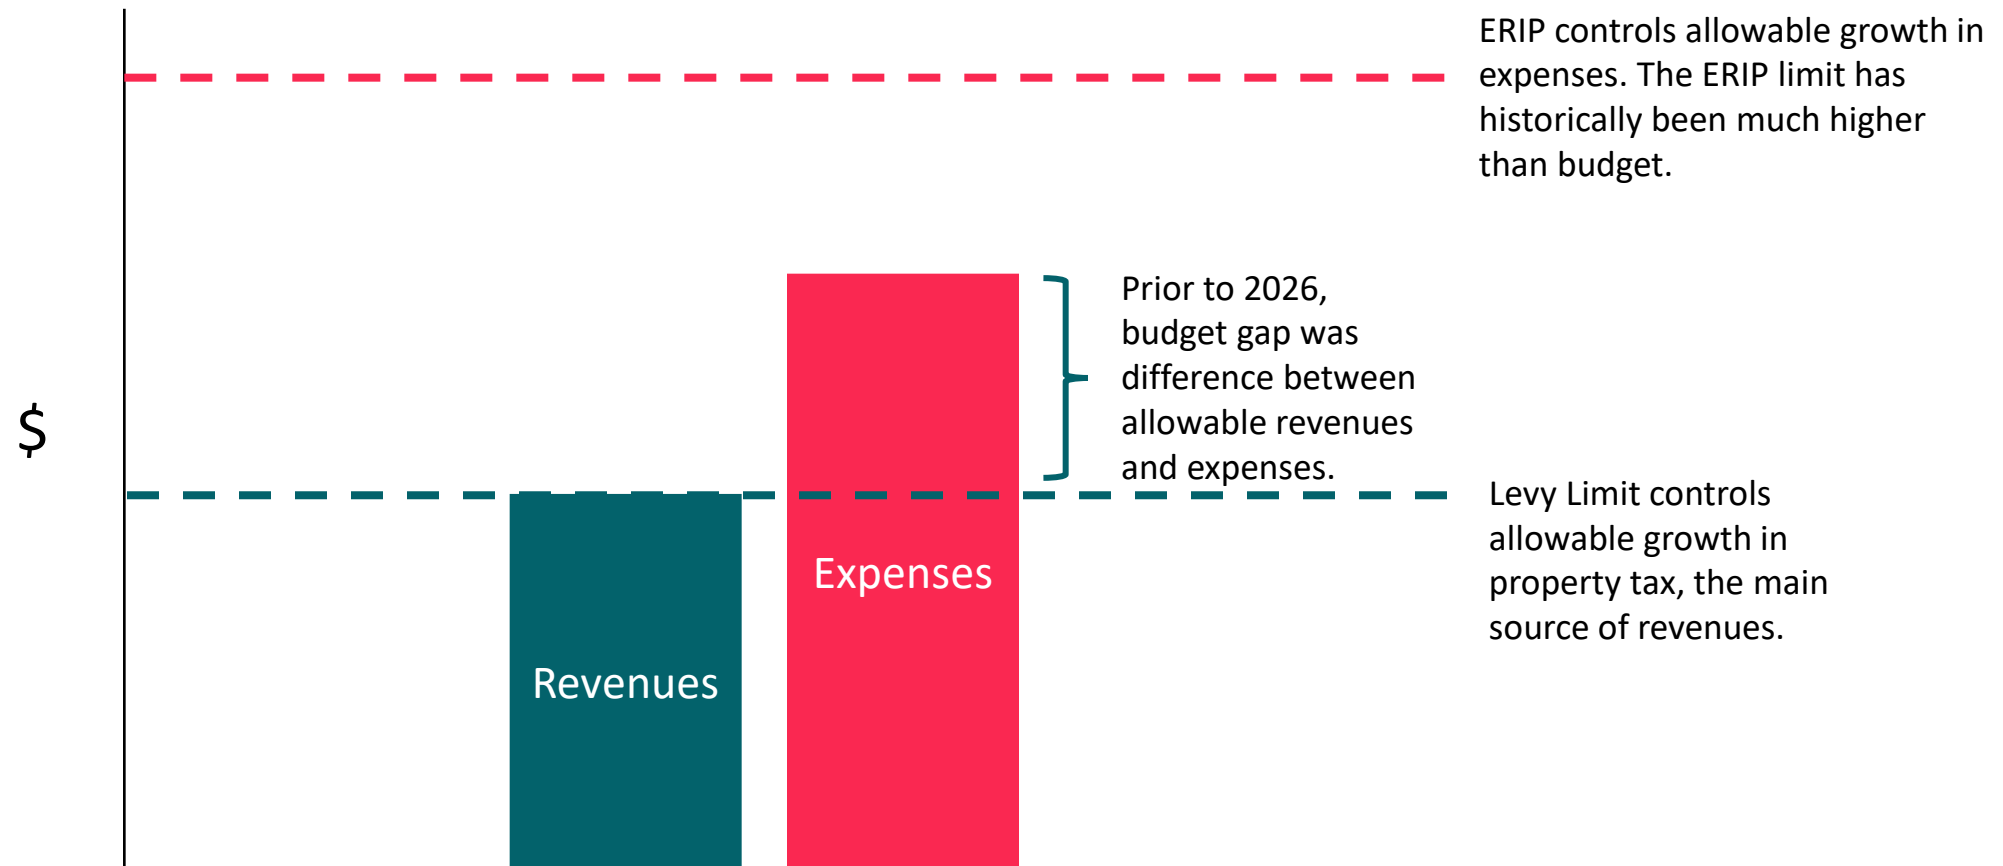 ERIP controls allowable growth in
expenses. The ERIP limit has
historically been much higher
than budget.
Prior to 2026,
budget gap was
difference between
allowable revenues
and expenses.
$
Levy Limit controls
allowable growth in
property tax, the main
source of revenues.
Expenses
Revenues